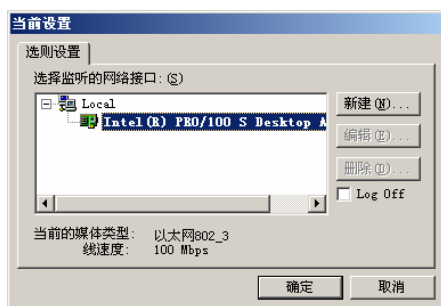 当前设置
选则设置
选择监听的网络接口: (S)
Local
Intel(R) PRO/100 S Desktop A
新建(N)...
编辑(E)...
删除(D)...
Log Off
当前的媒体类型: 以太网802_3
线速度: 100 Mbps
确定
取消